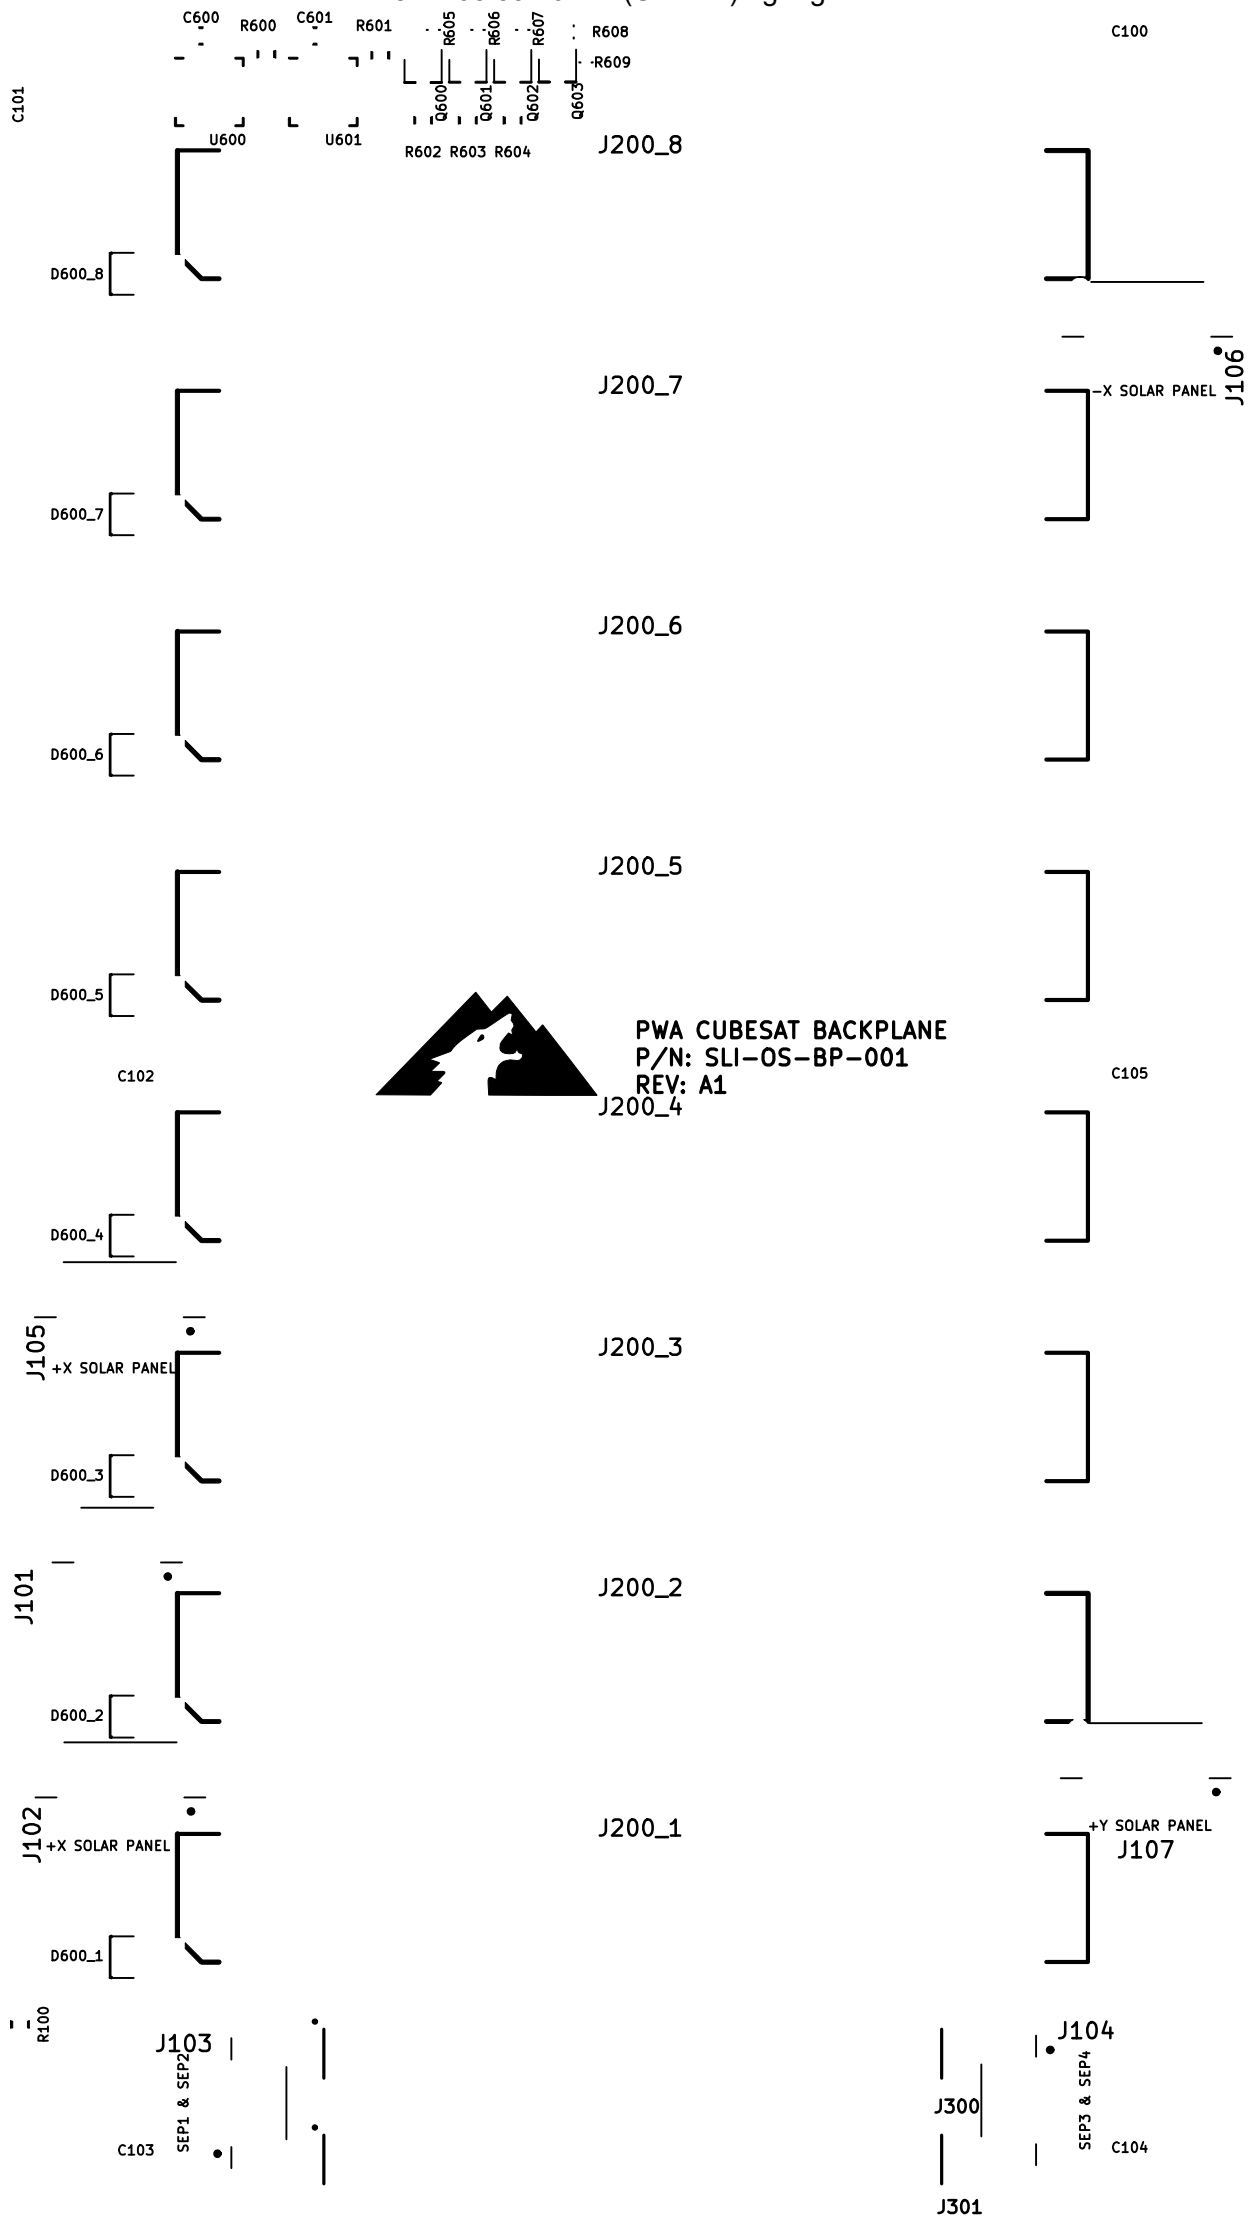 C600
R600
C601
R601
R605
R606
R607
R608
C100
R609
C101
Q600
Q601
Q602
Q603
U600
U601
R602 R603 R604
J200_8
D600_8
J106
J200_7
-X SOLAR PANEL
D600_7
J200_6
D600_6
J200_5
D600_5
PWA CUBESAT BACKPLANE
P/N: SLI-OS-BP-001
REV: A1
C102
C105
J200_4
D600_4
J105
J200_3
+X SOLAR PANEL
D600_3
J101
J200_2
D600_2
J102
J200_1
+X SOLAR PANEL
+Y SOLAR PANEL
J107
D600_1
R100
J103
J104
SEP1 & SEP2
SEP3 & SEP4
J300
C103
C104
J301